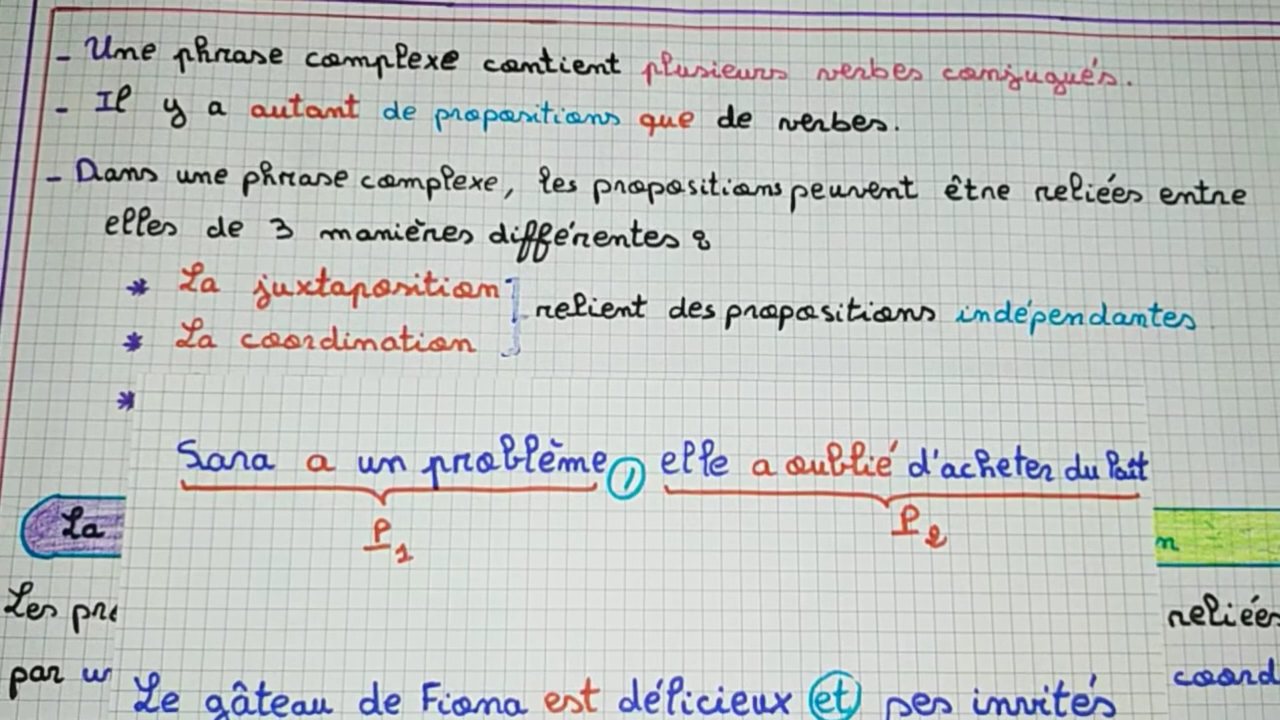 - Une phrase complexe contient plusieurs verbes conjugués.
- Il y a autant de propositions que de verbes.
- Dans une phrase complexe, les propositions peuvent être reliées entre
elles de 3 manières différentes :
* La juxtaposition
* La coordination
relient des propositions indépendantes
*
Sara a un problème, elle a oublié d'acheter du lait
P1 P2
La
n
Les pr
reliées
par un
coord
Le gâteau de Fiona est délicieux et ses invités